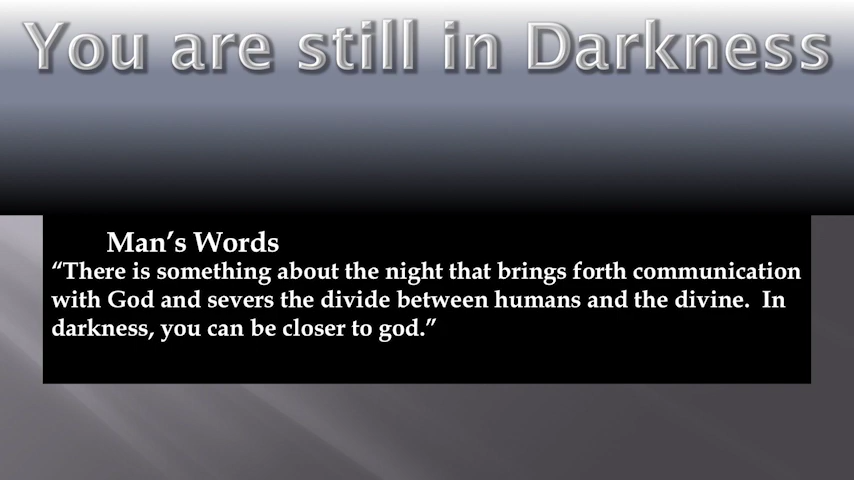 You are still in Darkness
Man’s Words
“There is something about the night that brings forth communication
with God and severs the divide between humans and the divine.  In
darkness, you can be closer to god.”